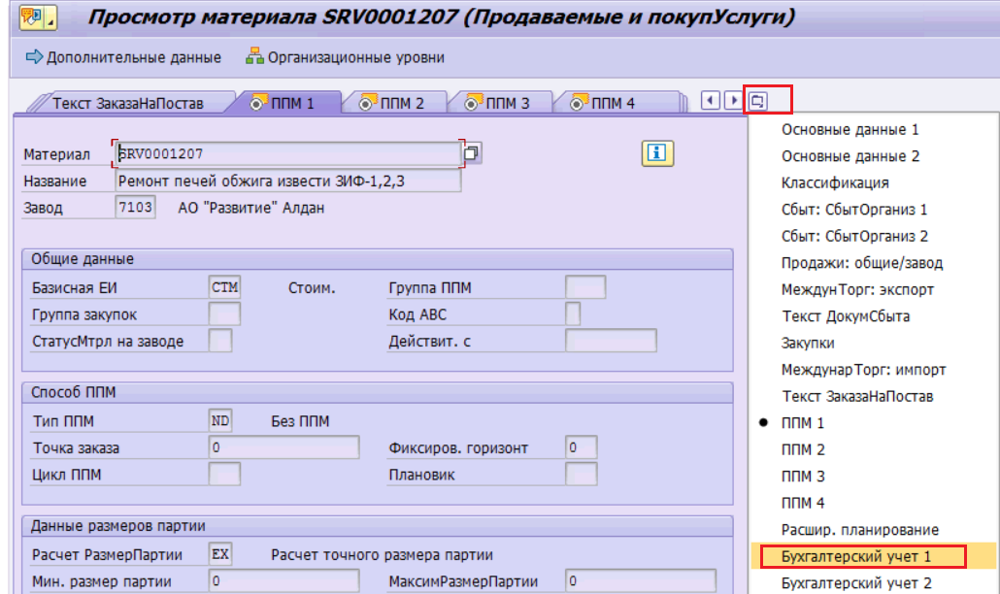 Просмотр материала SRV0001207 (Продаваемые и покупУслуги)
Дополнительные данные Организационные уровни
Текст ЗаказаНаПостав ППМ 1 ППМ 2 ППМ 3 ППМ 4
Материал SRV0001207
Название Ремонт печей обжига извести ЗИФ-1,2,3
Завод 7103 АО "Развитие" Алдан
Общие данные
Базисная ЕИ СТМ Стоим. Группа ППМ
Группа закупок Код ABC
СтатусМтрл на заводе Действит. с
Способ ППМ
Тип ППМ ND Без ППМ
Точка заказа 0 Фиксиров. горизонт 0
Цикл ППМ Плановик
Данные размеров партии
Расчет РазмерПартии EX Расчет точного размера партии
Мин. размер партии 0 МаксимРазмерПартии 0
Основные данные 1
Основные данные 2
Классификация
Сбыт: СбытОрганиз 1
Сбыт: СбытОрганиз 2
Продажи: общие/завод
МеждунТорг: экспорт
Текст ДокумСбыта
Закупки
МеждунарТорг: импорт
Текст ЗаказаНаПостав
ППМ 1
ППМ 2
ППМ 3
ППМ 4
Расшир. планирование
Бухгалтерский учет 1
Бухгалтерский учет 2